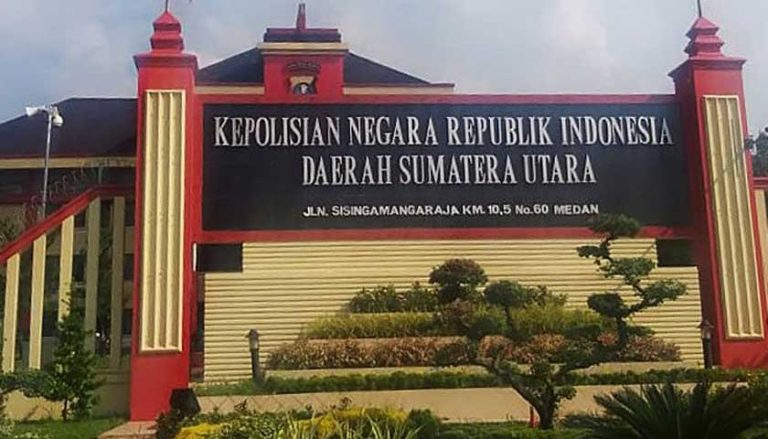 KEPOLISIAN NEGARA REPUBLIK INDONESIA
DAERAH SUMATERA UTARA
JLN. SISINGAMANGARAJA KM. 10,5 No. 60 MEDAN